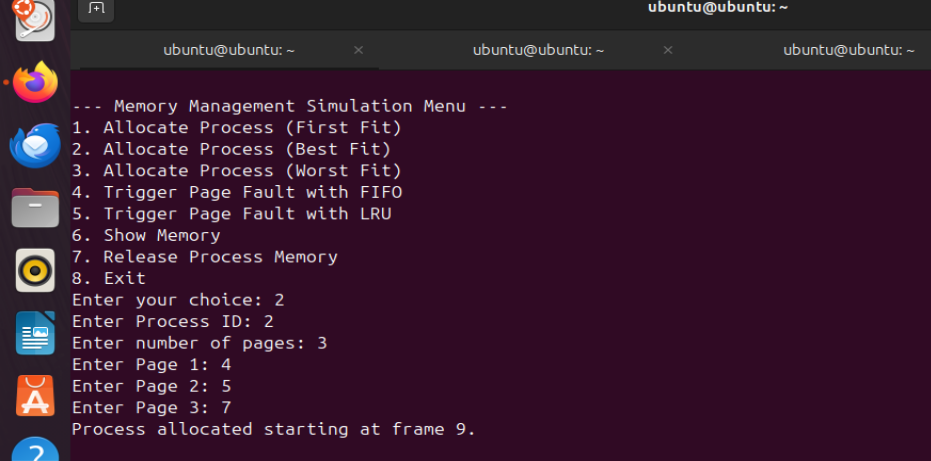 ubuntu@ubuntu: ~
ubuntu@ubuntu: ~ × ubuntu@ubuntu: ~ × ubuntu@ubuntu: ~
--- Memory Management Simulation Menu ---
1. Allocate Process (First Fit)
2. Allocate Process (Best Fit)
3. Allocate Process (Worst Fit)
4. Trigger Page Fault with FIFO
5. Trigger Page Fault with LRU
6. Show Memory
7. Release Process Memory
8. Exit
Enter your choice: 2
Enter Process ID: 2
Enter number of pages: 3
Enter Page 1: 4
Enter Page 2: 5
Enter Page 3: 7
Process allocated starting at frame 9.